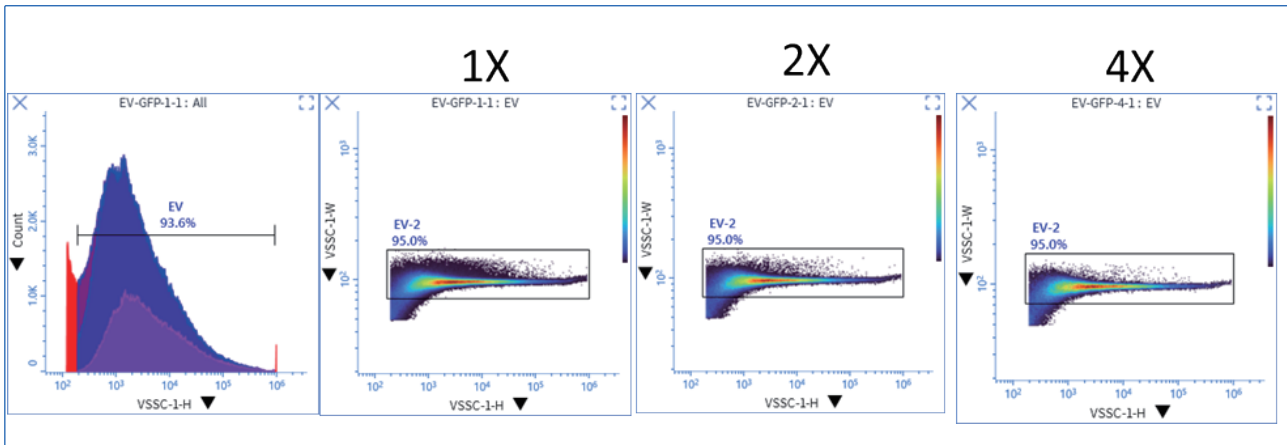 1X
2X
4X
EV-GFP-1-1 : All
3.0K
2.0K
1.0K
0
Count
EV
93.6%
10² 10³ 10⁴ 10⁵ 10⁶
VSSC-1-H
EV-GFP-1-1 : EV
10³
10²
VSSC-1-W
EV-2
95.0%
10² 10³ 10⁴ 10⁵ 10⁶
VSSC-1-H
EV-GFP-2-1 : EV
10³
10²
VSSC-1-W
EV-2
95.0%
10² 10³ 10⁴ 10⁵ 10⁶
VSSC-1-H
EV-GFP-4-1 : EV
10³
10²
VSSC-1-W
EV-2
95.0%
10² 10³ 10⁴ 10⁵ 10⁶
VSSC-1-H